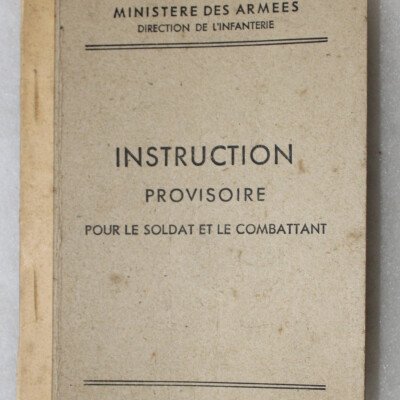 MINISTERE DES ARMEES
DIRECTION DE L'INFANTERIE
INSTRUCTION
PROVISOIRE
POUR LE SOLDAT ET LE COMBATTANT